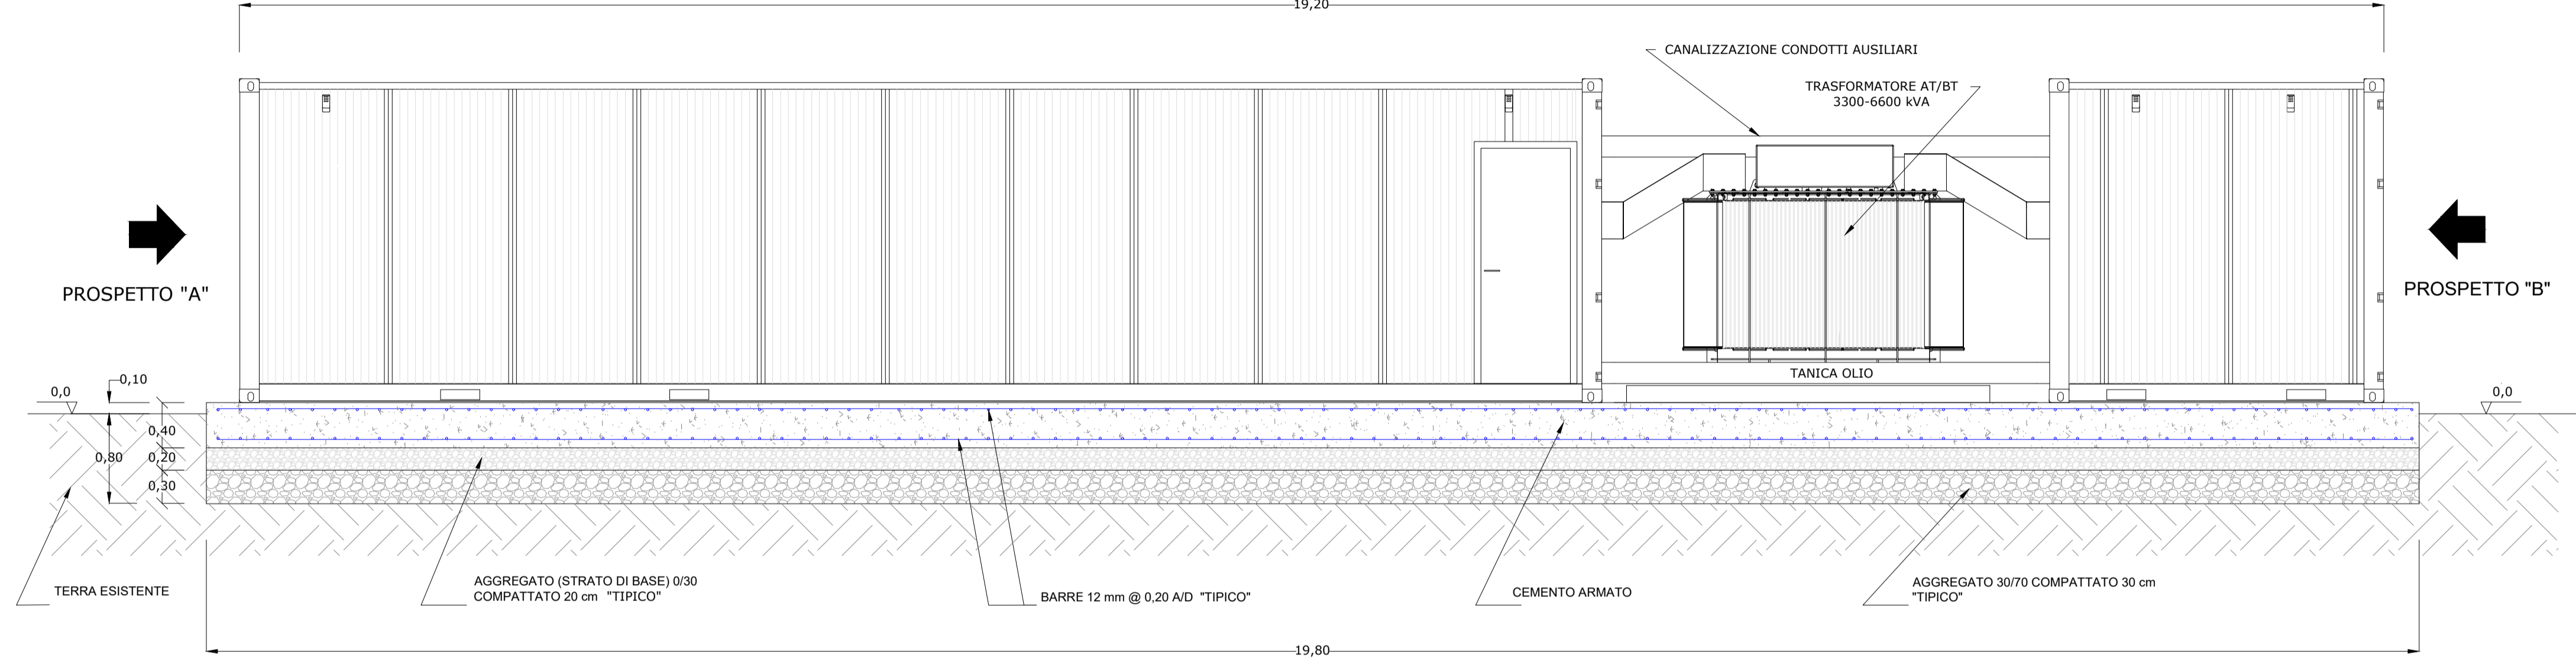 19,20
CANALIZZAZIONE CONDOTTI AUSILIARI
TRASFORMATORE AT/BT
3300-6600 kVA
PROSPETTO "A"
PROSPETTO "B"
TANICA OLIO
0,10
0,0
0,0
0,40
0,80
0,20
0,30
TERRA ESISTENTE
AGGREGATO (STRATO DI BASE) 0/30
COMPATTATO 20 cm "TIPICO"
BARRE 12 mm @ 0,20 A/D "TIPICO"
CEMENTO ARMATO
AGGREGATO 30/70 COMPATTATO 30 cm
"TIPICO"
19,80